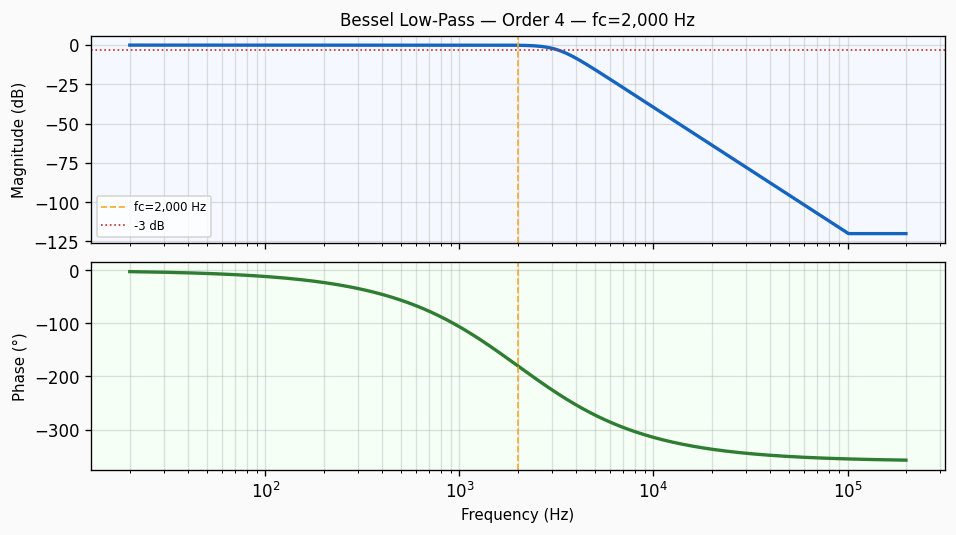 Bessel Low-Pass — Order 4 — fc=2,000 Hz
Magnitude (dB)
0
−25
−50
−75
−100
−125
fc=2,000 Hz
-3 dB
Phase (°)
0
−100
−200
−300
10²
10³
10⁴
10⁵
Frequency (Hz)